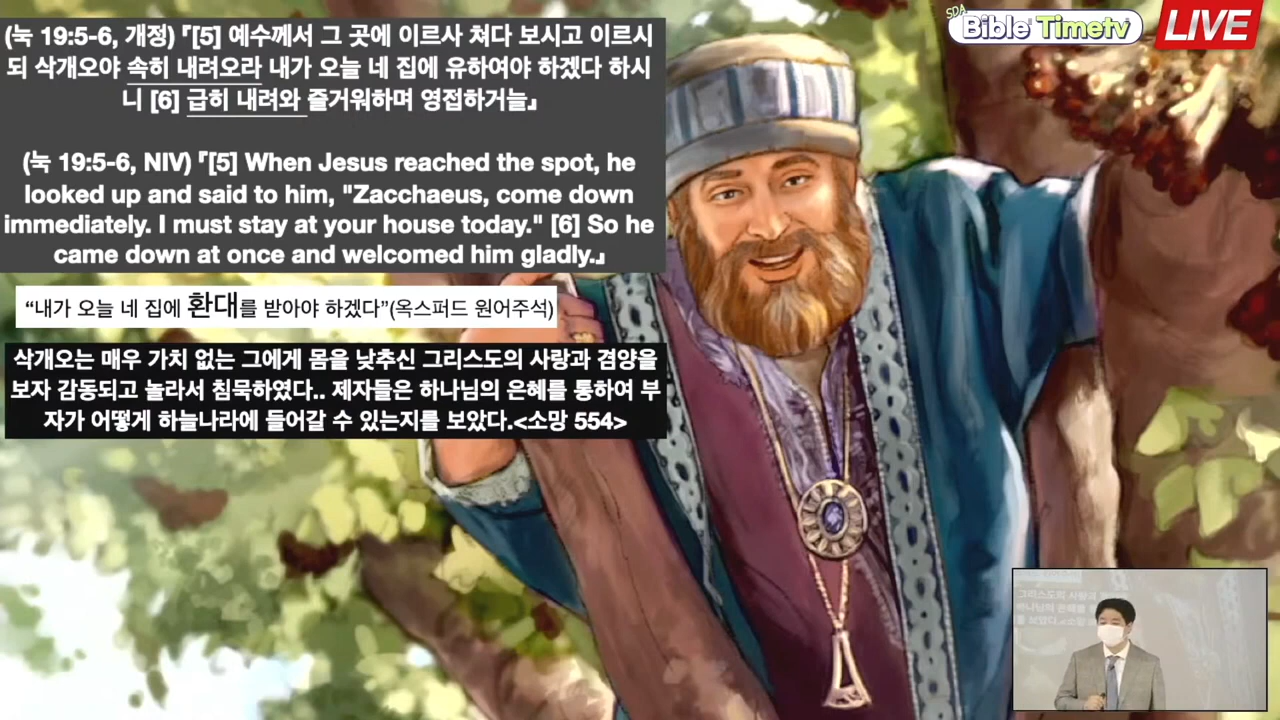 (눅 19:5-6, 개정) 『[5] 예수께서 그 곳에 이르사 쳐다 보시고 이르시
되 삭개오야 속히 내려오라 내가 오늘 네 집에 유하여야 하겠다 하시
니 [6] 급히 내려와 즐거워하며 영접하거늘』
(눅 19:5-6, NIV) 『[5] When Jesus reached the spot, he
looked up and said to him, "Zacchaeus, come down
immediately. I must stay at your house today." [6] So he
came down at once and welcomed him gladly.』
“내가 오늘 네 집에 환대를 받아야 하겠다”(옥스퍼드 원어주석)
삭개오는 매우 가치 없는 그에게 몸을 낮추신 그리스도의 사랑과 겸양을
보자 감동되고 놀라서 침묵하였다.. 제자들은 하나님의 은혜를 통하여 부
자가 어떻게 하늘나라에 들어갈 수 있는지를 보았다.<소망 554>
SDA
Bible Timetv
LIVE
그리스도의 사랑과